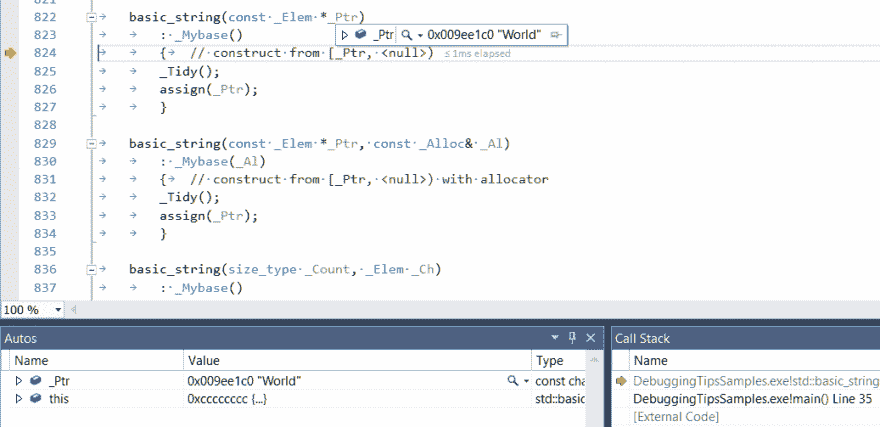 822 basic_string(const _Elem *_Ptr)
823 : _Mybase()
_Ptr 0x009ee1c0 "World"
824 { // construct from [_Ptr, <null>) ≤1ms elapsed
825 _Tidy();
826 assign(_Ptr);
827 }
828
829 basic_string(const _Elem *_Ptr, const _Alloc& _Al)
830 : _Mybase(_Al)
831 { // construct from [_Ptr, <null>) with allocator
832 _Tidy();
833 assign(_Ptr);
834 }
835
836 basic_string(size_type _Count, _Elem _Ch)
837 : _Mybase()
100 %
Autos
Name Value Type
_Ptr 0x009ee1c0 "World" const cha
this 0xcccccccc {...} std::basic
Call Stack
Name
DebuggingTipsSamples.exe!std::basic_string
DebuggingTipsSamples.exe!main() Line 35
[External Code]